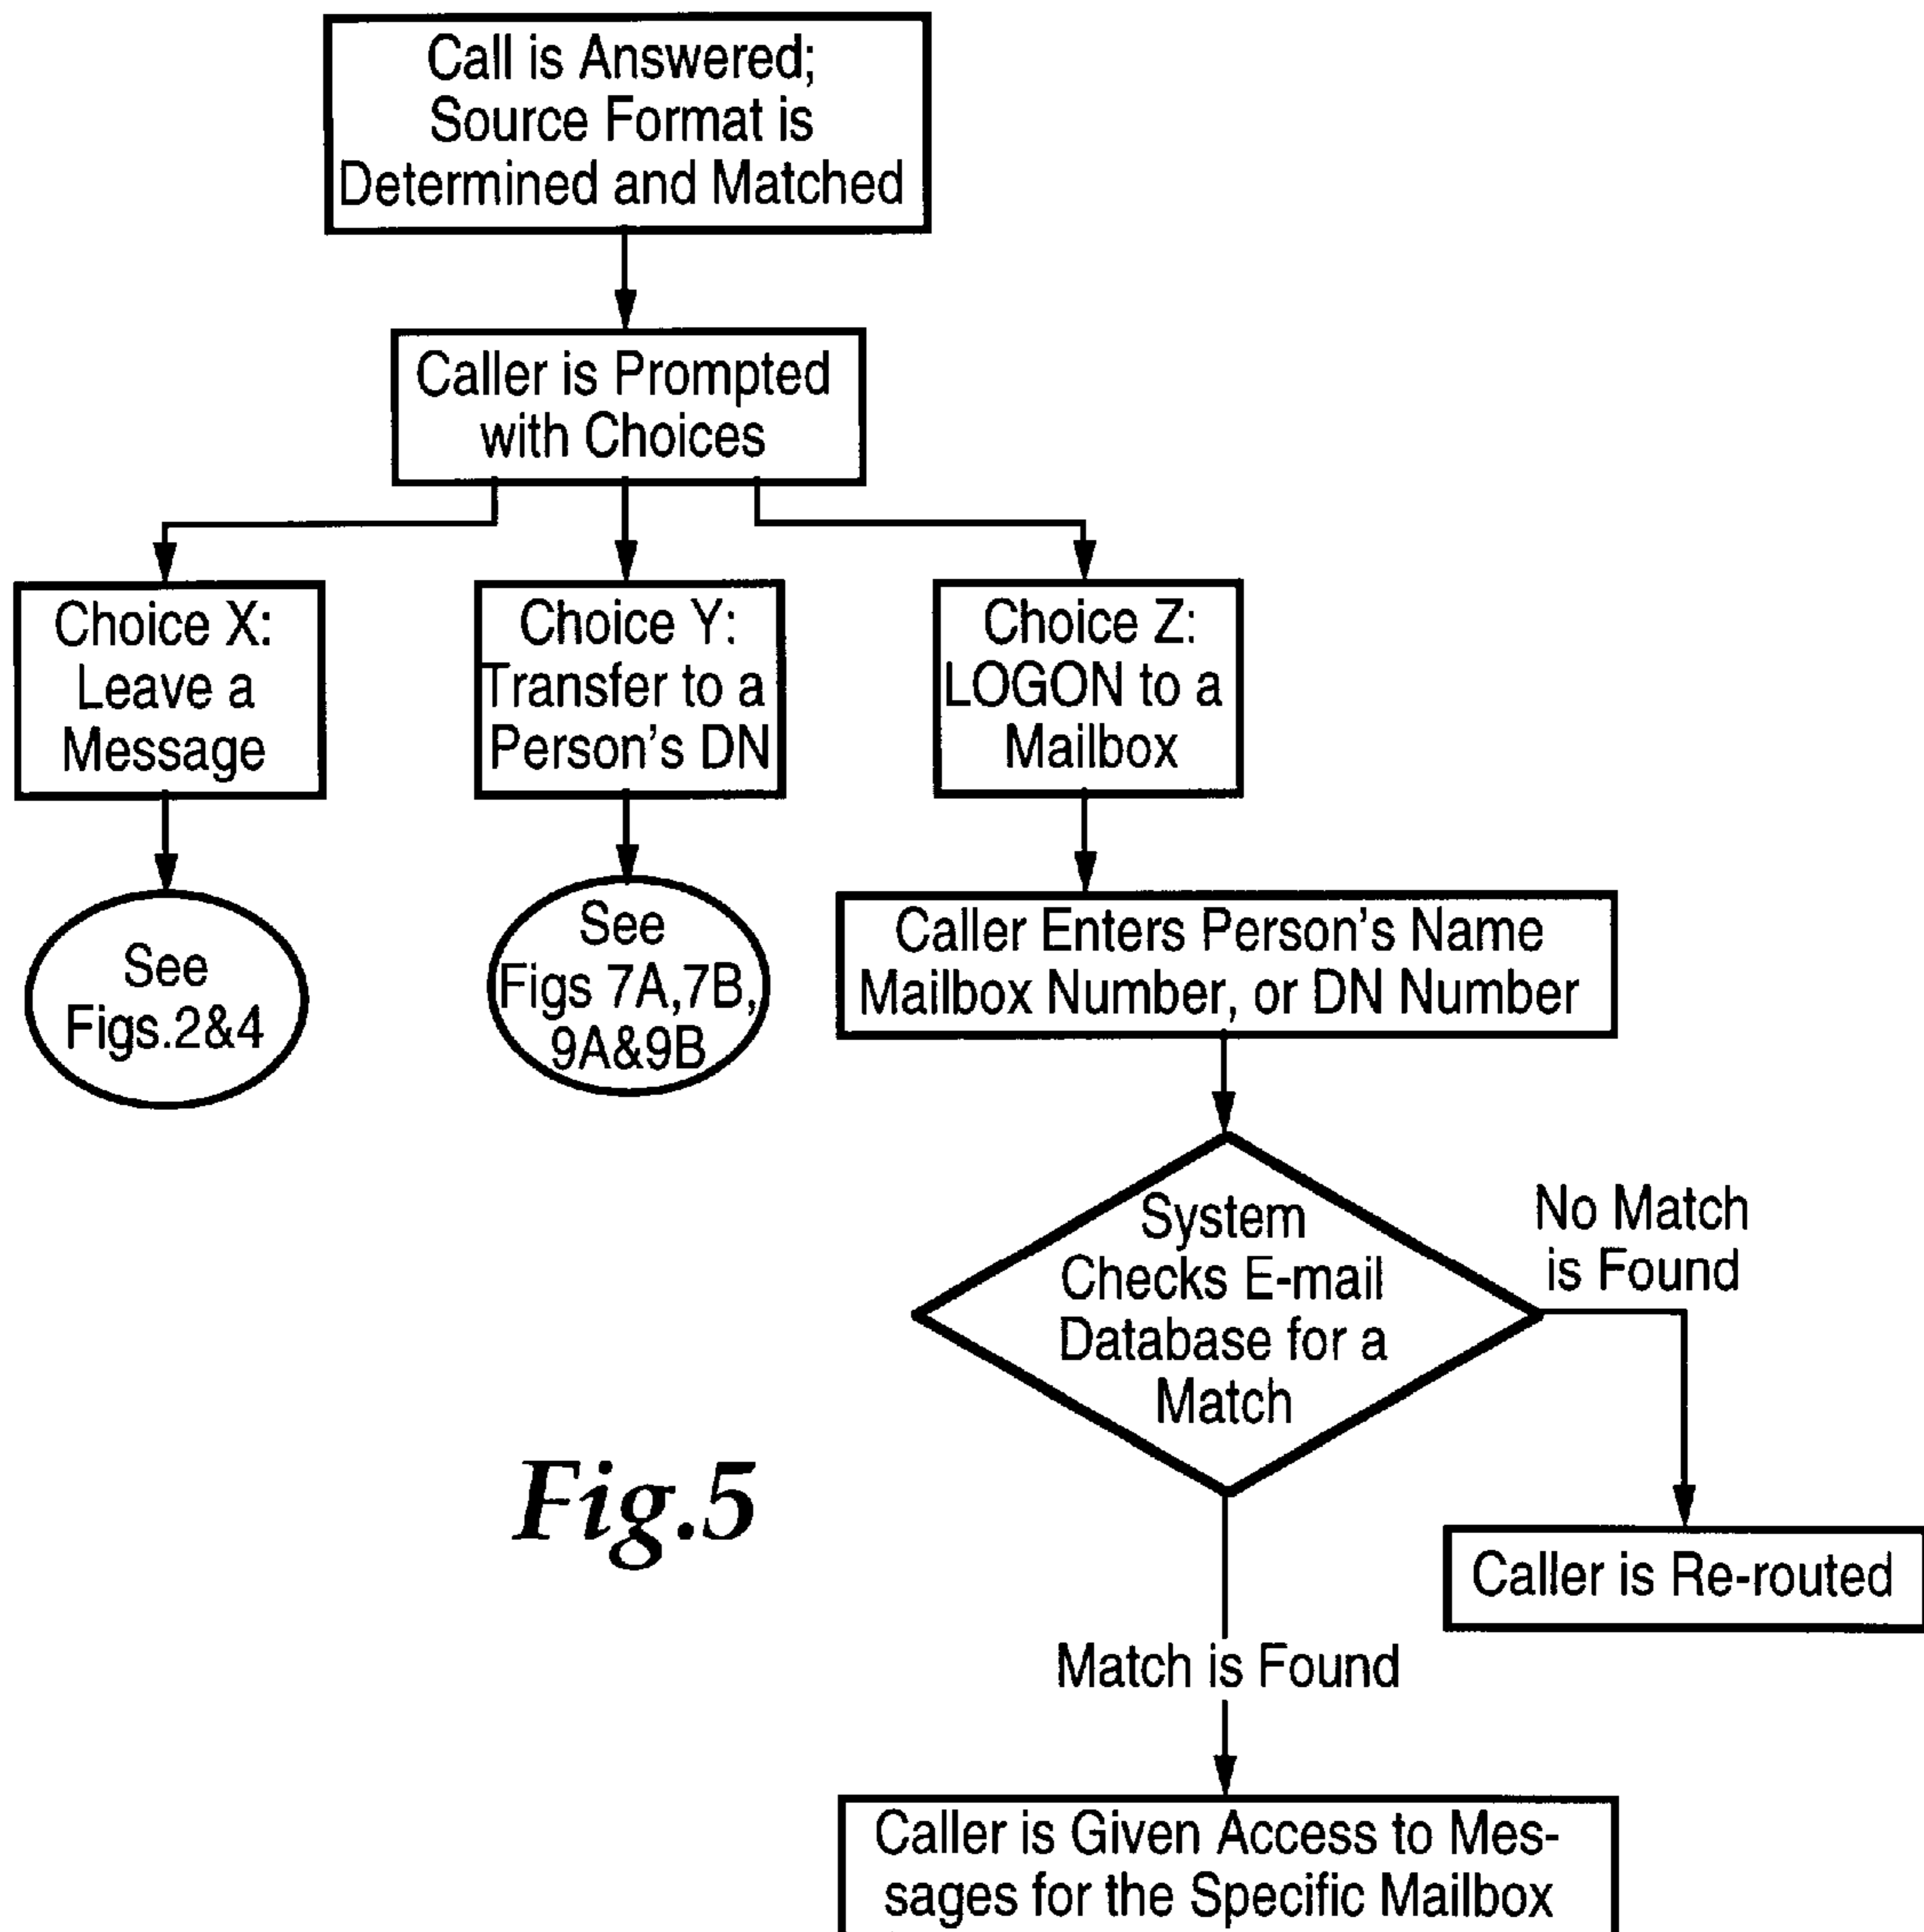 Call is Answered;
Source Format is
Determined and Matched
Caller is Prompted
with Choices
Choice X:
Leave a
Message
Choice Y:
Transfer to a
Person's DN
Choice Z:
LOGON to a
Mailbox
See
Figs.2&4
See
Figs 7A,7B,
9A&9B
Caller Enters Person's Name
Mailbox Number, or DN Number
System
Checks E-mail
Database for a
Match
No Match
is Found
Caller is Re-routed
Match is Found
Caller is Given Access to Mes-
sages for the Specific Mailbox
Fig.5